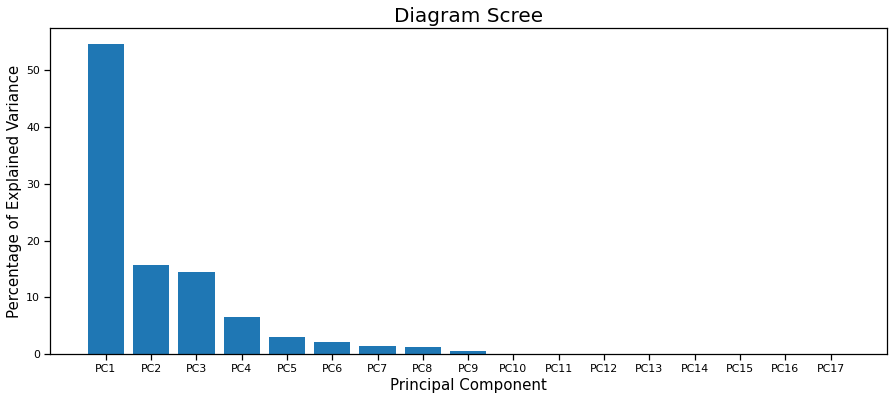 Diagram Scree
Percentage of Explained Variance
50
40
30
20
10
0
PC1 PC2 PC3 PC4 PC5 PC6 PC7 PC8 PC9 PC10 PC11 PC12 PC13 PC14 PC15 PC16 PC17
Principal Component